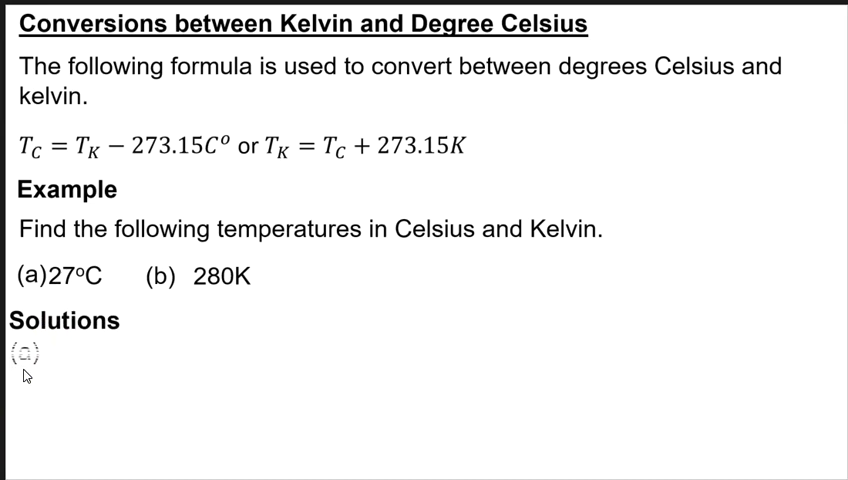 Conversions between Kelvin and Degree Celsius
The following formula is used to convert between degrees Celsius and
kelvin.
T_C = T_K − 273.15C° or T_K = T_C + 273.15K
Example
Find the following temperatures in Celsius and Kelvin.
(a)27°C (b) 280K
Solutions
(a)